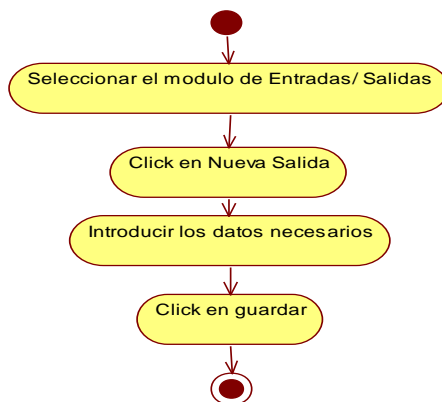 Seleccionar el modulo de Entradas/ Salidas
Click en Nueva Salida
Introducir los datos necesarios
Click en guardar